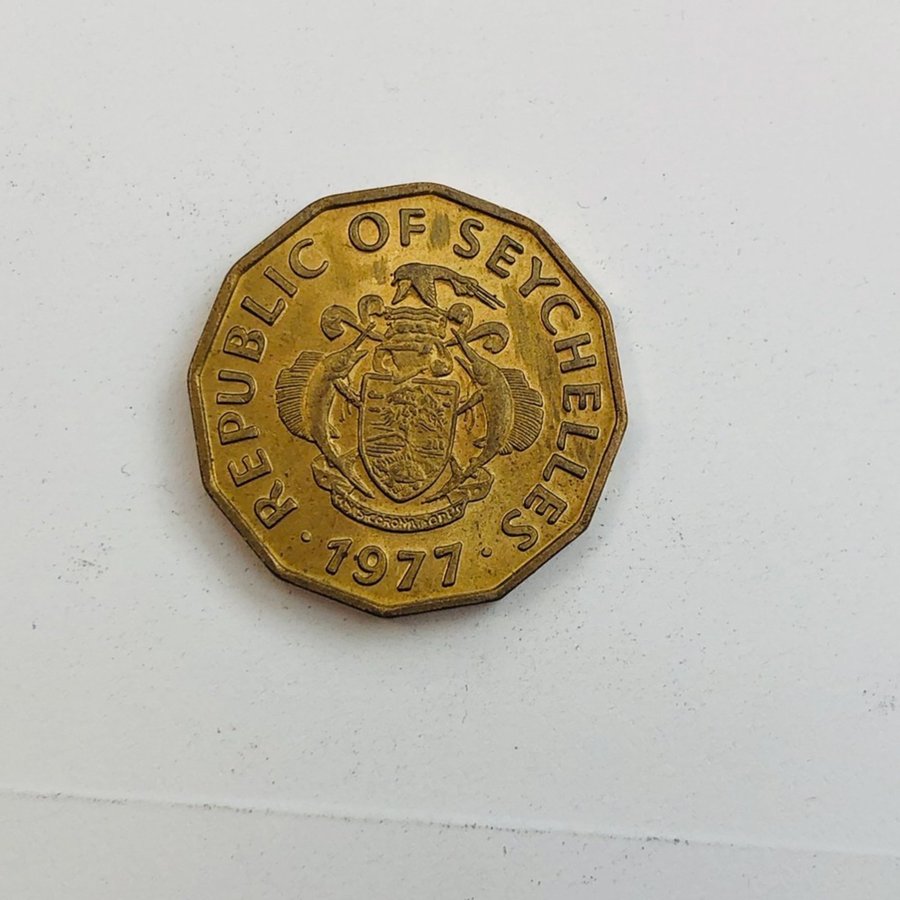 REPUBLIC OF SEYCHELLES
· 1977 ·